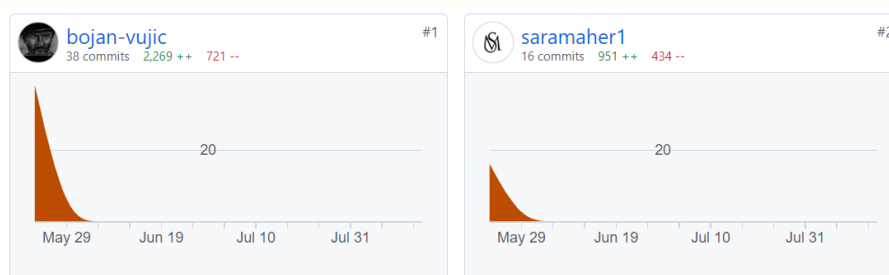 bojan-vujic #1
38 commits 2,269 ++ 721 --
20
May 29 Jun 19 Jul 10 Jul 31
saramaher1 #2
16 commits 951 ++ 434 --
20
May 29 Jun 19 Jul 10 Jul 31